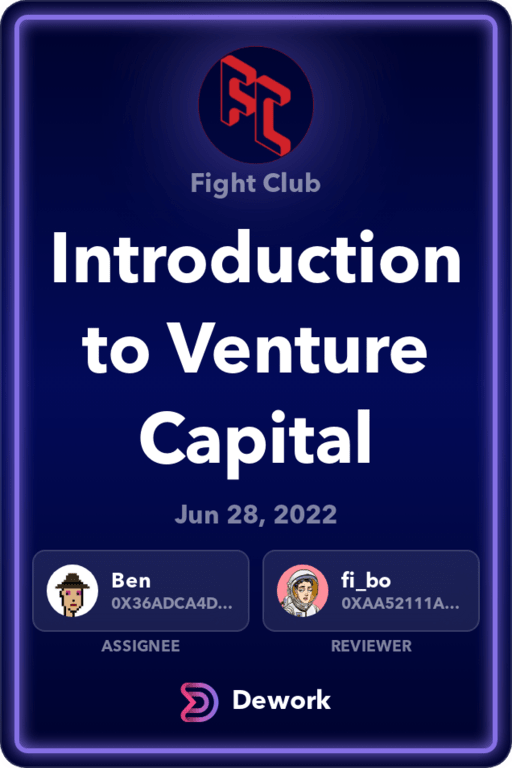 FC
Fight Club
Introduction
to Venture
Capital
Jun 28, 2022
Ben
0X36ADCA4D...
fi_bo
0XAA52111A...
ASSIGNEE
REVIEWER
Dework